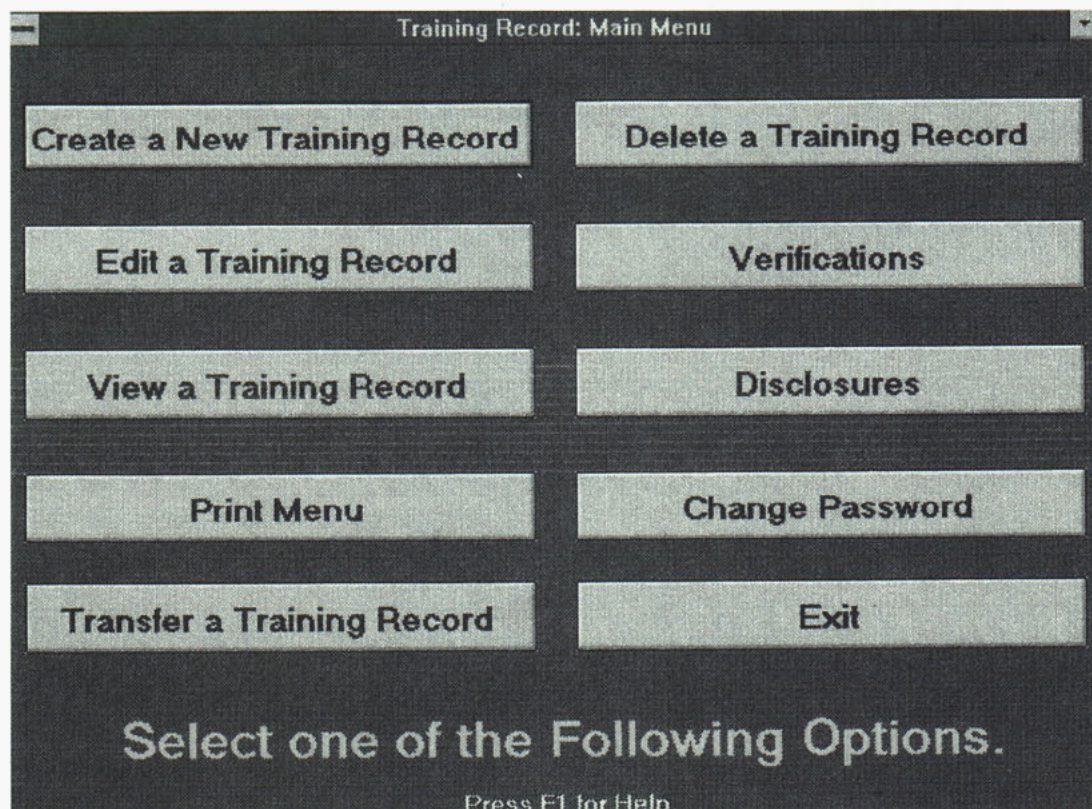 Training Record: Main Menu
Create a New Training Record
Delete a Training Record
Edit a Training Record
Verifications
View a Training Record
Disclosures
Print Menu
Change Password
Transfer a Training Record
Exit
Select one of the Following Options.
Press F1 for Help